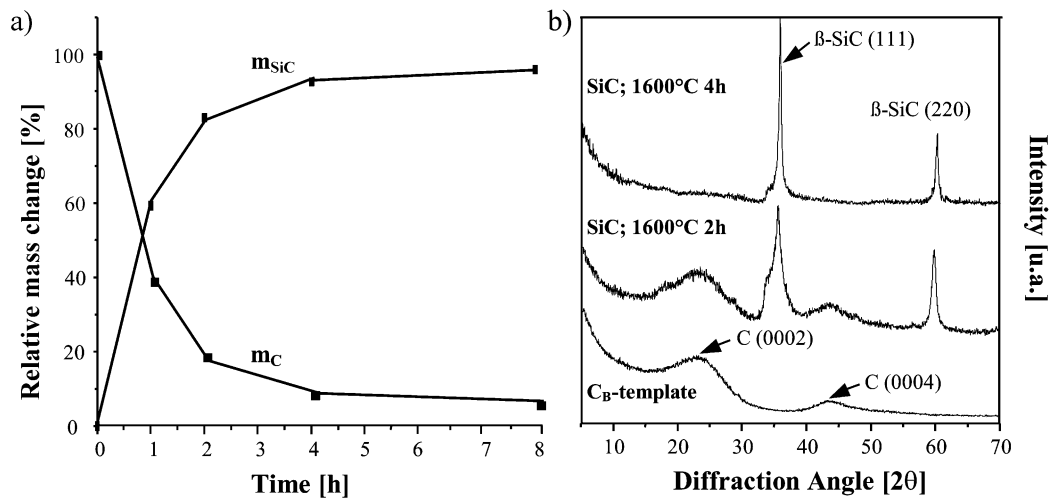 a)
Relative mass change [%]
100
80
60
40
20
0
mSiC
mC
0 1 2 3 4 5 6 7 8
Time [h]
b)
ß-SiC (111)
SiC; 1600°C 4h
ß-SiC (220)
SiC; 1600°C 2h
C (0002)
C (0004)
CB-template
10 20 30 40 50 60 70
Diffraction Angle [2θ]
Intensity [u.a.]